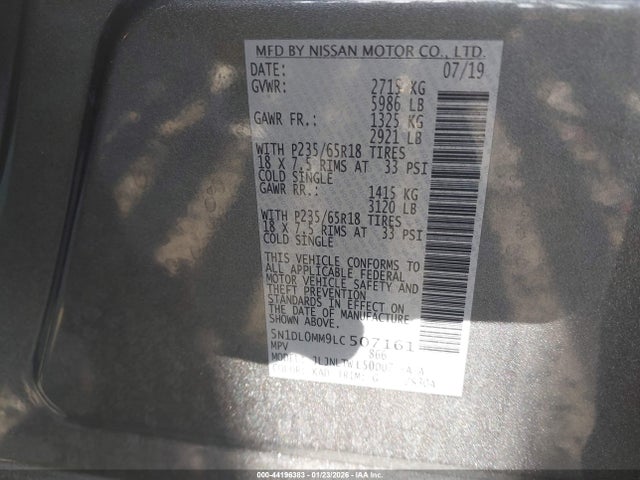 MFD BY NISSAN MOTOR CO., LTD.
DATE: 07/19
GVWR: 2715 KG
5986 LB
GAWR FR.: 1325 KG
2921 LB
WITH P235/65R18 TIRES
18 X 7.5 RIMS AT 33 PSI
COLD SINGLE
GAWR RR.: 1415 KG
3120 LB
WITH P235/65R18 TIRES
18 X 7.5 RIMS AT 33 PSI
COLD SINGLE
THIS VEHICLE CONFORMS TO
ALL APPLICABLE FEDERAL
MOTOR VEHICLE SAFETY AND
THEFT PREVENTION
STANDARDS IN EFFECT ON
THE DATE OF MANUFACTURE
SHOWN ABOVE.
5N1DL0MM9LC507161
MPV 866
COLOR: KAD TRIM: G
000-44196383 | 01/23/2026 - IAA Inc.